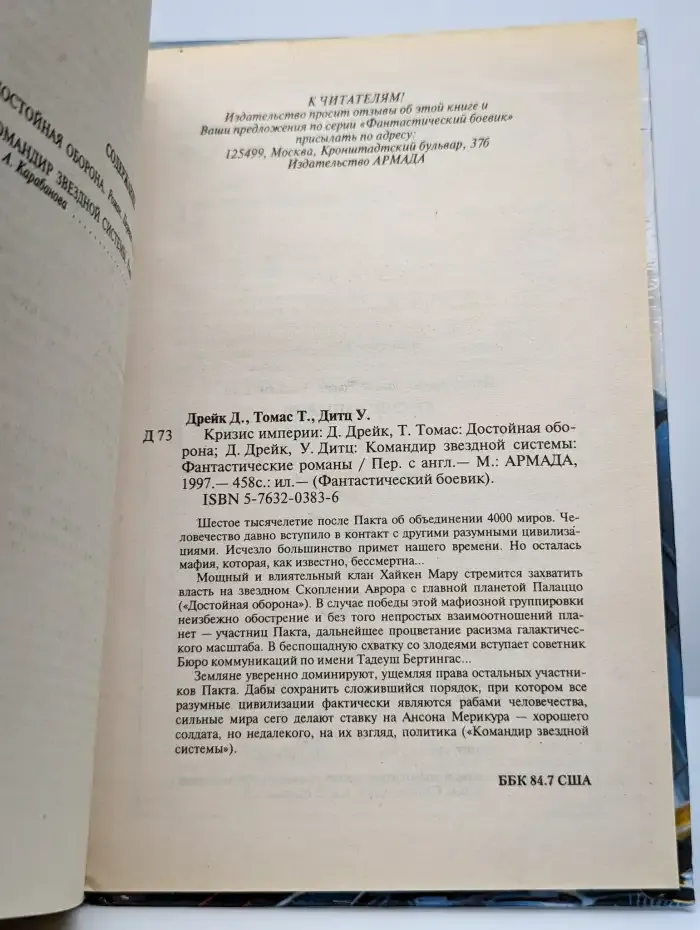 СОДЕРЖАНИЕ
ДОСТОЙНАЯ ОБОРОНА. Роман.
КОМАНДИР ЗВЕЗДНОЙ СИСТЕМЫ.
А. Карабанова
К ЧИТАТЕЛЯМ!
Издательство просит отзывы об этой книге и
Ваши предложения по серии «Фантастический боевик»
присылать по адресу:
125499, Москва, Кронштадтский бульвар, 37б
Издательство АРМАДА
Дрейк Д., Томас Т., Дитц У.
Д 73 Кризис империи: Д. Дрейк, Т. Томас: Достойная обо-
рона; Д. Дрейк, У. Дитц: Командир звездной системы:
Фантастические романы / Пер. с англ.— М.: АРМАДА,
1997.— 458с.: ил.— (Фантастический боевик).
ISBN 5-7632-0383-6
Шестое тысячелетие после Пакта об объединении 4000 миров. Че-
ловечество давно вступило в контакт с другими разумными цивилиза-
циями. Исчезло большинство примет нашего времени. Но осталась
мафия, которая, как известно, бессмертна...
Мощный и влиятельный клан Хайкен Мару стремится захватить
власть на звездном Скоплении Аврора с главной планетой Палаццо
(«Достойная оборона»). В случае победы этой мафиозной группировки
неизбежно обострение и без того непростых взаимоотношений пла-
нет — участниц Пакта, дальнейшее процветание расизма галактичес-
кого масштаба. В беспощадную схватку со злодеями вступает советник
Бюро коммуникаций по имени Тадеуш Бертингас...
Земляне уверенно доминируют, ущемляя права остальных участни-
ков Пакта. Дабы сохранить сложившийся порядок, при котором все
разумные цивилизации фактически являются рабами человечества,
сильные мира сего делают ставку на Ансона Мерикура — хорошего
солдата, но недалекого, на их взгляд, политика («Командир звездной
системы»).
ББК 84.7 США